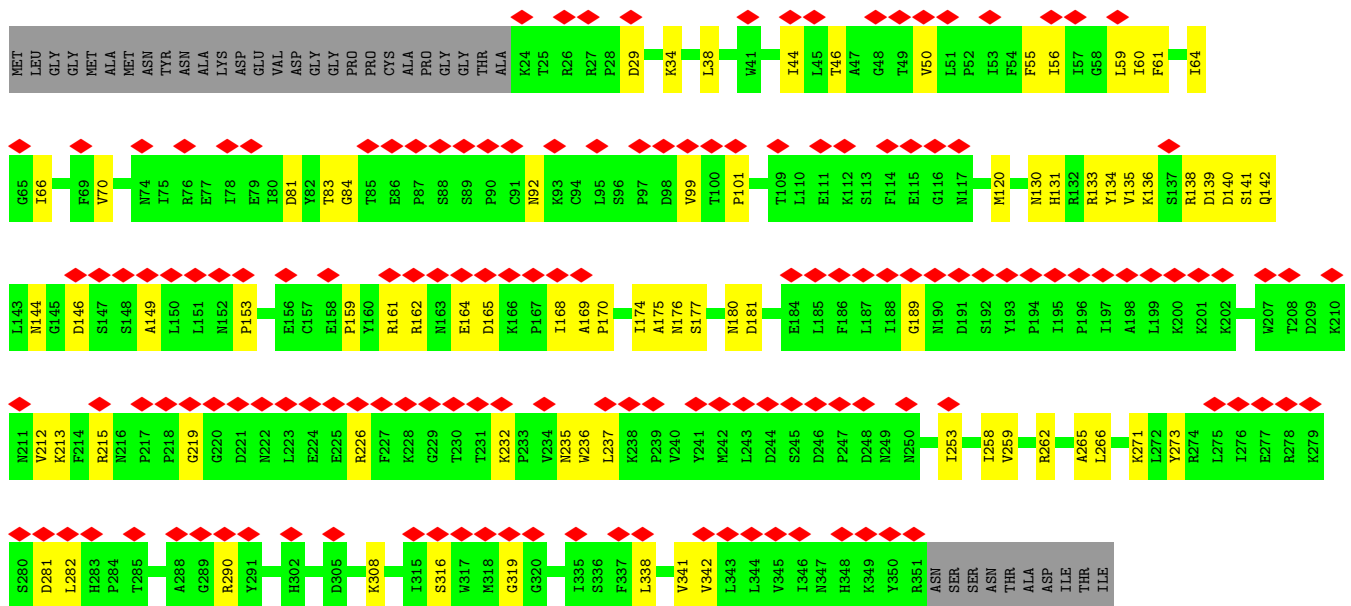 MET LEU GLY GLY MET ALA MET ASN TYR ASN ALA LYS ASP GLU VAL ASP GLY GLY PRO PRO CYS ALA PRO GLY GLY THR ALA K24 T25 R26 R27 P28 D29 K34 L38 W41 I44 L45 T46 A47 G48 T49 V50 L51 P52 I53 F54 F55 I56 I57 G58 L59 I60 F61 I64
G65 I66 F69 V70 N74 I75 R76 E77 I78 E79 I80 D81 Y82 T83 G84 T85 E86 P87 S88 S89 P90 C91 N92 K93 C94 L95 S96 P97 D98 V99 T100 P101 T109 L110 E111 K112 S113 F114 E115 G116 N117 M120 N130 H131 R132 R133 Y134 V135 K136 S137 R138 D139 D140 S141 Q142
L143 N144 G145 D146 S147 S148 A149 L150 L151 N152 P153 E156 C157 E158 P159 Y160 R161 R162 N163 E164 D165 K166 P167 I168 A169 P170 I174 A175 N176 S177 N180 D181 E184 L185 F186 L187 I188 G189 N190 D191 S192 Y193 P194 I195 P196 I197 A198 L199 K200 K201 K202 W207 T208 D209 K210
N211 V212 K213 F214 R215 N216 P217 P218 G219 G220 D221 N222 L223 E224 E225 R226 F227 K228 G229 T230 T231 K232 P233 V234 N235 W236 L237 K238 P239 V240 Y241 M242 L243 D244 S245 D246 P247 D248 N249 N250 I253 I258 V259 R262 A265 L266 K271 L272 Y273 R274 L275 I276 E277 R278 K279
S280 D281 L282 H283 P284 T285 A288 G289 R290 Y291 H302 D305 K308 I315 S316 W317 M318 G319 G320 I335 S336 F337 L338 V341 V342 L343 L344 V345 I346 N347 H348 K349 Y350 R351 ASN SER SER ASN THR ALA ASP ILE THR ILE